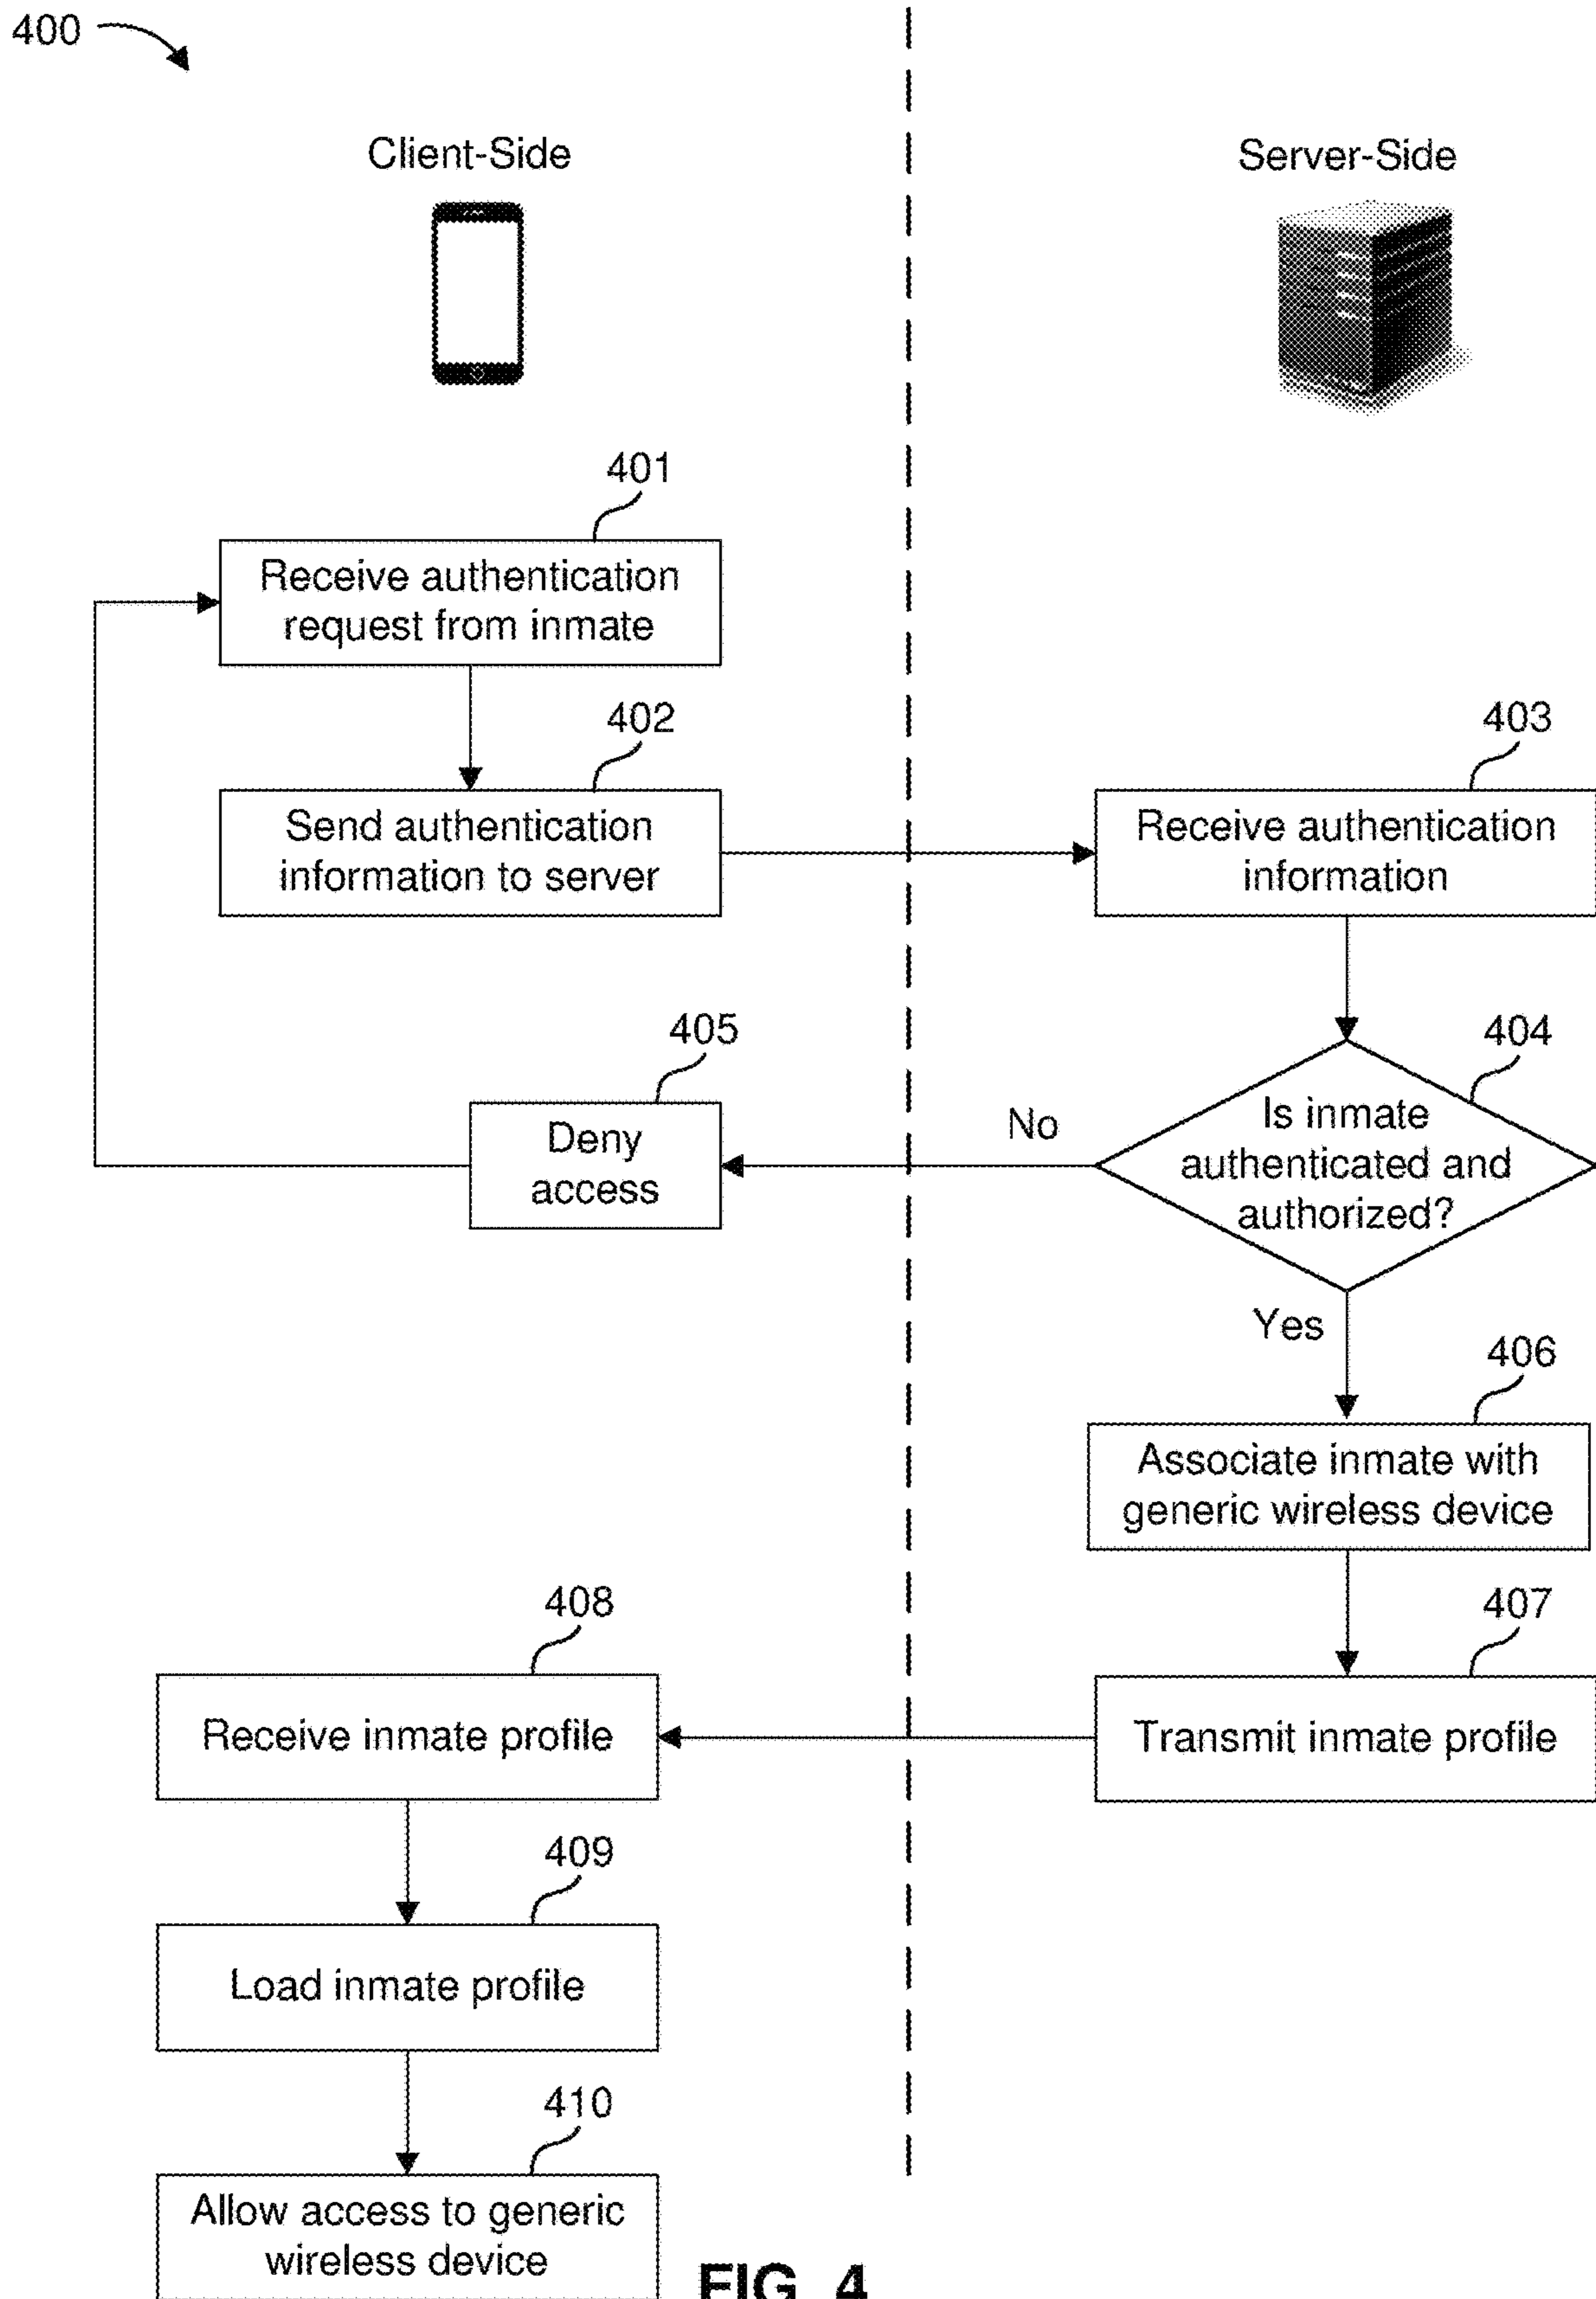 400
Client-Side
Server-Side
401
Receive authentication
request from inmate
402
Send authentication
information to server
403
Receive authentication
information
404
Is inmate
authenticated and
authorized?
No
405
Deny
access
Yes
406
Associate inmate with
generic wireless device
407
Transmit inmate profile
408
Receive inmate profile
409
Load inmate profile
410
Allow access to generic
wireless device
FIG. 4